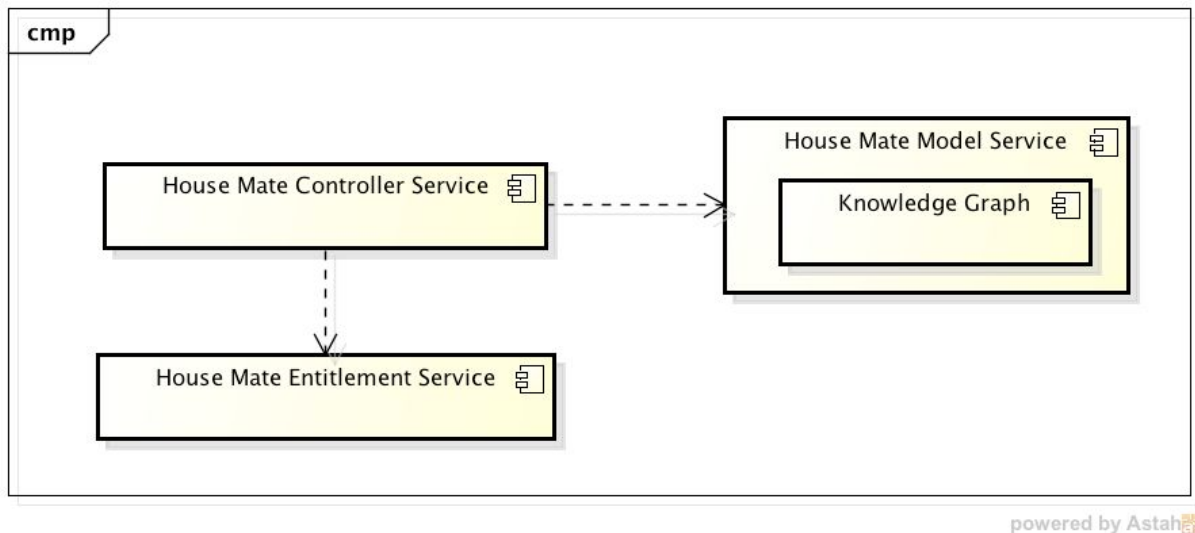 cmp
House Mate Model Service
House Mate Controller Service
Knowledge Graph
House Mate Entitlement Service
powered by Astah